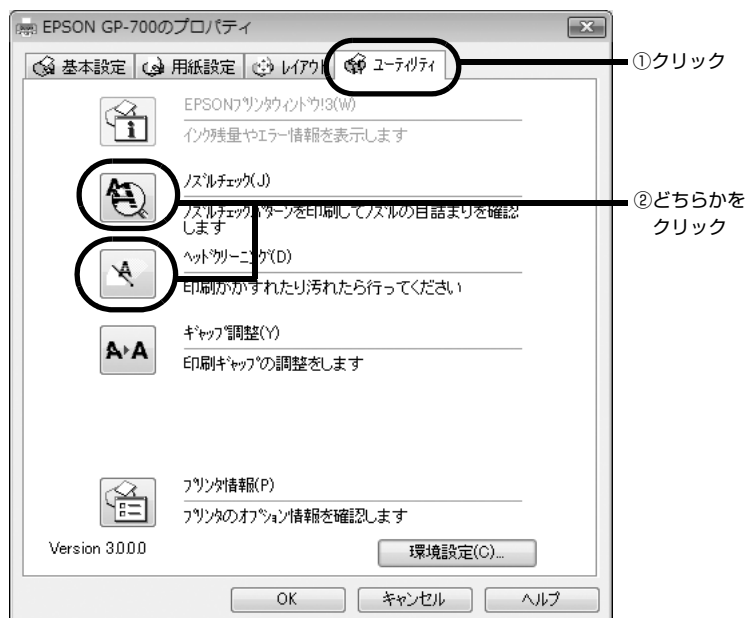 EPSON GP-700のプロパティ
基本設定 用紙設定 レイアウト ユーティリティ
①クリック
EPSONプリンタウィンドウ!3(W)
インク残量やエラー情報を表示します
ノズルチェック(J)
ノズルチェックパターンを印刷してノズルの目詰まりを確認
します
②どちらかを
クリック
ヘッドクリーニング(D)
印刷がかすれたり汚れたら行ってください
A▸A
ギャップ調整(Y)
印刷ギャップの調整をします
プリンタ情報(P)
プリンタのオプション情報を確認します
Version 3.0.0.0
環境設定(C)...
OK キャンセル ヘルプ